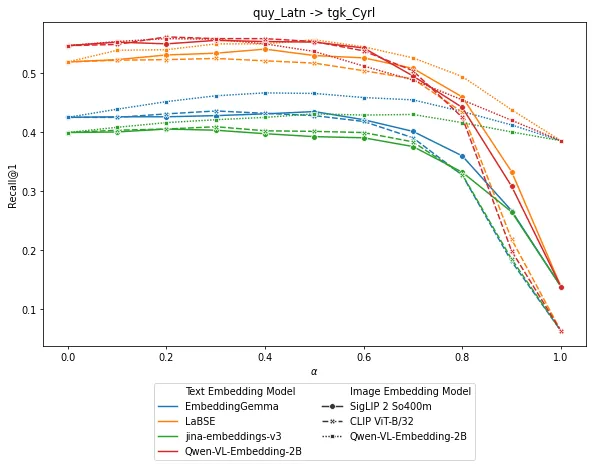 quy_Latn -> tgk_Cyrl
Recall@1
0.5
0.4
0.3
0.2
0.1
0.0 0.2 0.4 0.6 0.8 1.0
α
Text Embedding Model
EmbeddingGemma
LaBSE
jina-embeddings-v3
Qwen-VL-Embedding-2B
Image Embedding Model
SigLIP 2 So400m
CLIP ViT-B/32
Qwen-VL-Embedding-2B